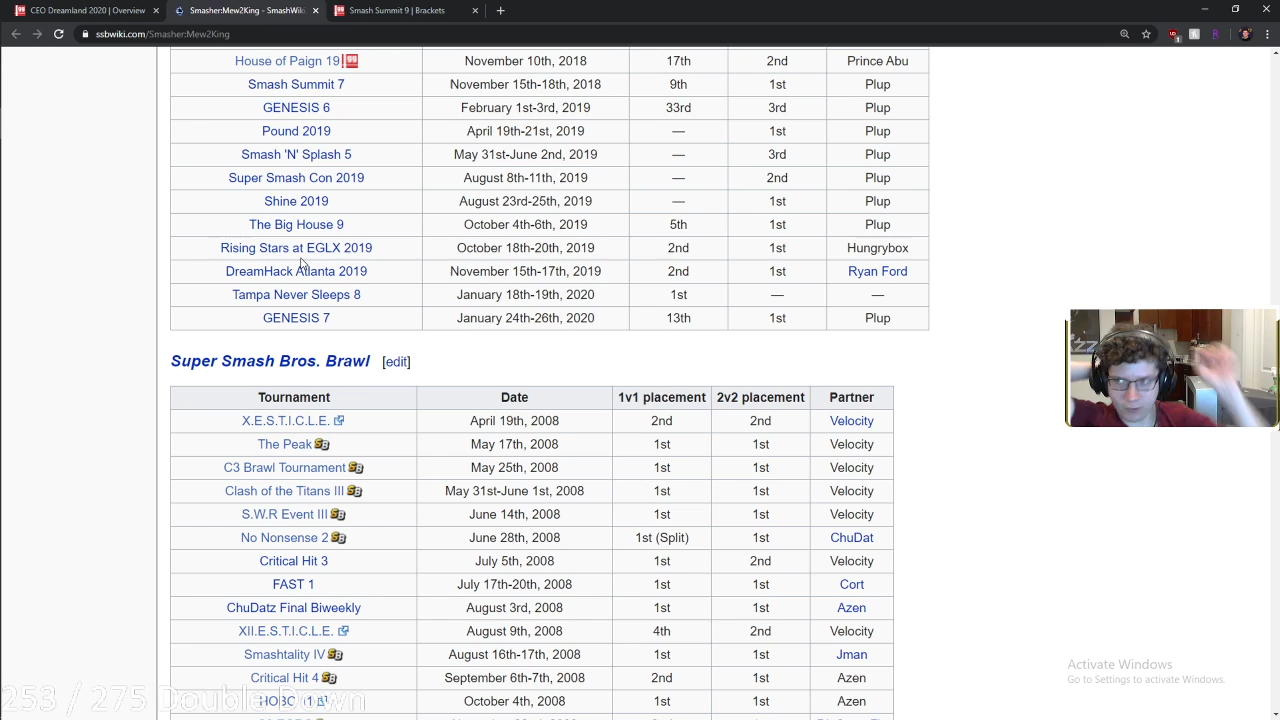 CEO Dreamland 2020 | Overview
Smasher:Mew2King - SmashWiki
Smash Summit 9 | Brackets
ssbwiki.com/Smasher:Mew2King
House of Paign 19 November 10th, 2018 17th 2nd Prince Abu
Smash Summit 7 November 15th-18th, 2018 9th 1st Plup
GENESIS 6 February 1st-3rd, 2019 33rd 3rd Plup
Pound 2019 April 19th-21st, 2019 — 1st Plup
Smash 'N' Splash 5 May 31st-June 2nd, 2019 — 3rd Plup
Super Smash Con 2019 August 8th-11th, 2019 — 2nd Plup
Shine 2019 August 23rd-25th, 2019 — 1st Plup
The Big House 9 October 4th-6th, 2019 5th 1st Plup
Rising Stars at EGLX 2019 October 18th-20th, 2019 2nd 1st Hungrybox
DreamHack Atlanta 2019 November 15th-17th, 2019 2nd 1st Ryan Ford
Tampa Never Sleeps 8 January 18th-19th, 2020 1st — —
GENESIS 7 January 24th-26th, 2020 13th 1st Plup
Super Smash Bros. Brawl [edit]
Tournament Date 1v1 placement 2v2 placement Partner
X.E.S.T.I.C.L.E. April 19th, 2008 2nd 2nd Velocity
The Peak May 17th, 2008 1st 1st Velocity
C3 Brawl Tournament May 25th, 2008 1st 1st Velocity
Clash of the Titans III May 31st-June 1st, 2008 1st 1st Velocity
S.W.R Event III June 14th, 2008 1st 1st Velocity
No Nonsense 2 June 28th, 2008 1st (Split) 1st ChuDat
Critical Hit 3 July 5th, 2008 1st 2nd Velocity
FAST 1 July 17th-20th, 2008 1st 1st Cort
ChuDatz Final Biweekly August 3rd, 2008 1st 1st Azen
XII.E.S.T.I.C.L.E. August 9th, 2008 4th 2nd Velocity
Smashtality IV August 16th-17th, 2008 1st 1st Jman
Critical Hit 4 September 6th-7th, 2008 2nd 1st Azen
October 4th, 2008 1st 1st Azen
253 / 275 Double Down
Activate Windows
Go to Settings to activate Windows.